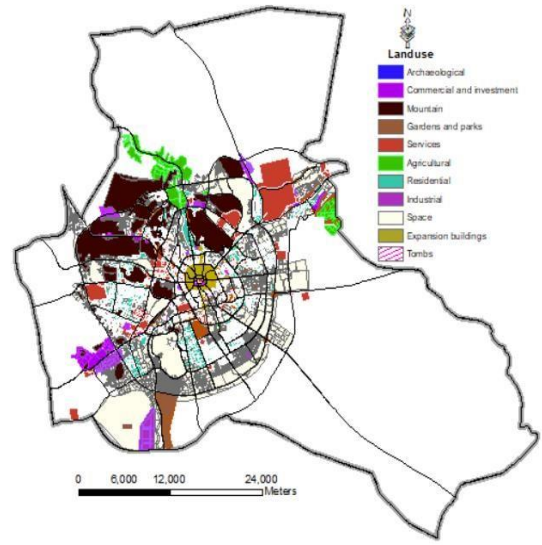 N
Landuse
Archaeological
Commercial and investment
Mountain
Gardens and parks
Services
Agricultural
Residential
Industrial
Space
Expansion buildings
Tombs
0 6,000 12,000 24,000
Meters